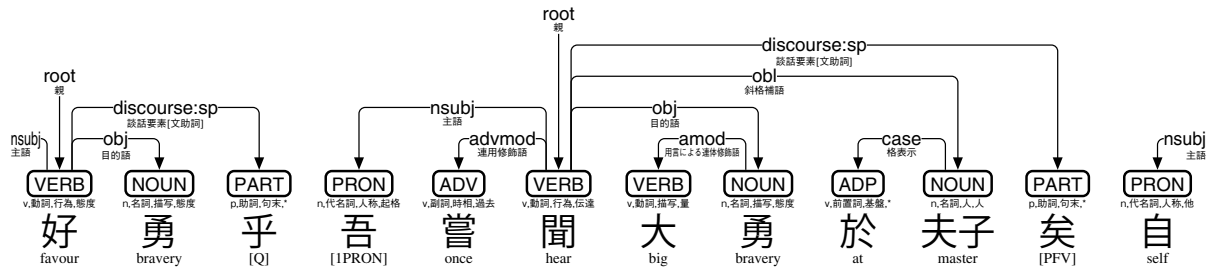 root
親
root
親
discourse:sp
談話要素[文助詞]
obl
斜格補語
discourse:sp
談話要素[文助詞]
nsubj
主語
obj
目的語
nsubj
主語
obj
目的語
advmod
連用修飾語
amod
用言による連体修飾語
case
格表示
nsubj
主語
VERB NOUN PART PRON ADV VERB VERB NOUN ADP NOUN PART PRON
v,動詞,行為,態度 n,名詞,描写,態度 p,助詞,句末,* n,代名詞,人称,起格 v,副詞,時相,過去 v,動詞,行為,伝達 v,動詞,描写,量 n,名詞,描写,態度 v,前置詞,基盤,* n,名詞,人,人 p,助詞,句末,* n,代名詞,人称,他
好 勇 乎 吾 嘗 聞 大 勇 於 夫子 矣 自
favour bravery [Q] [1PRON] once hear big bravery at master [PFV] self